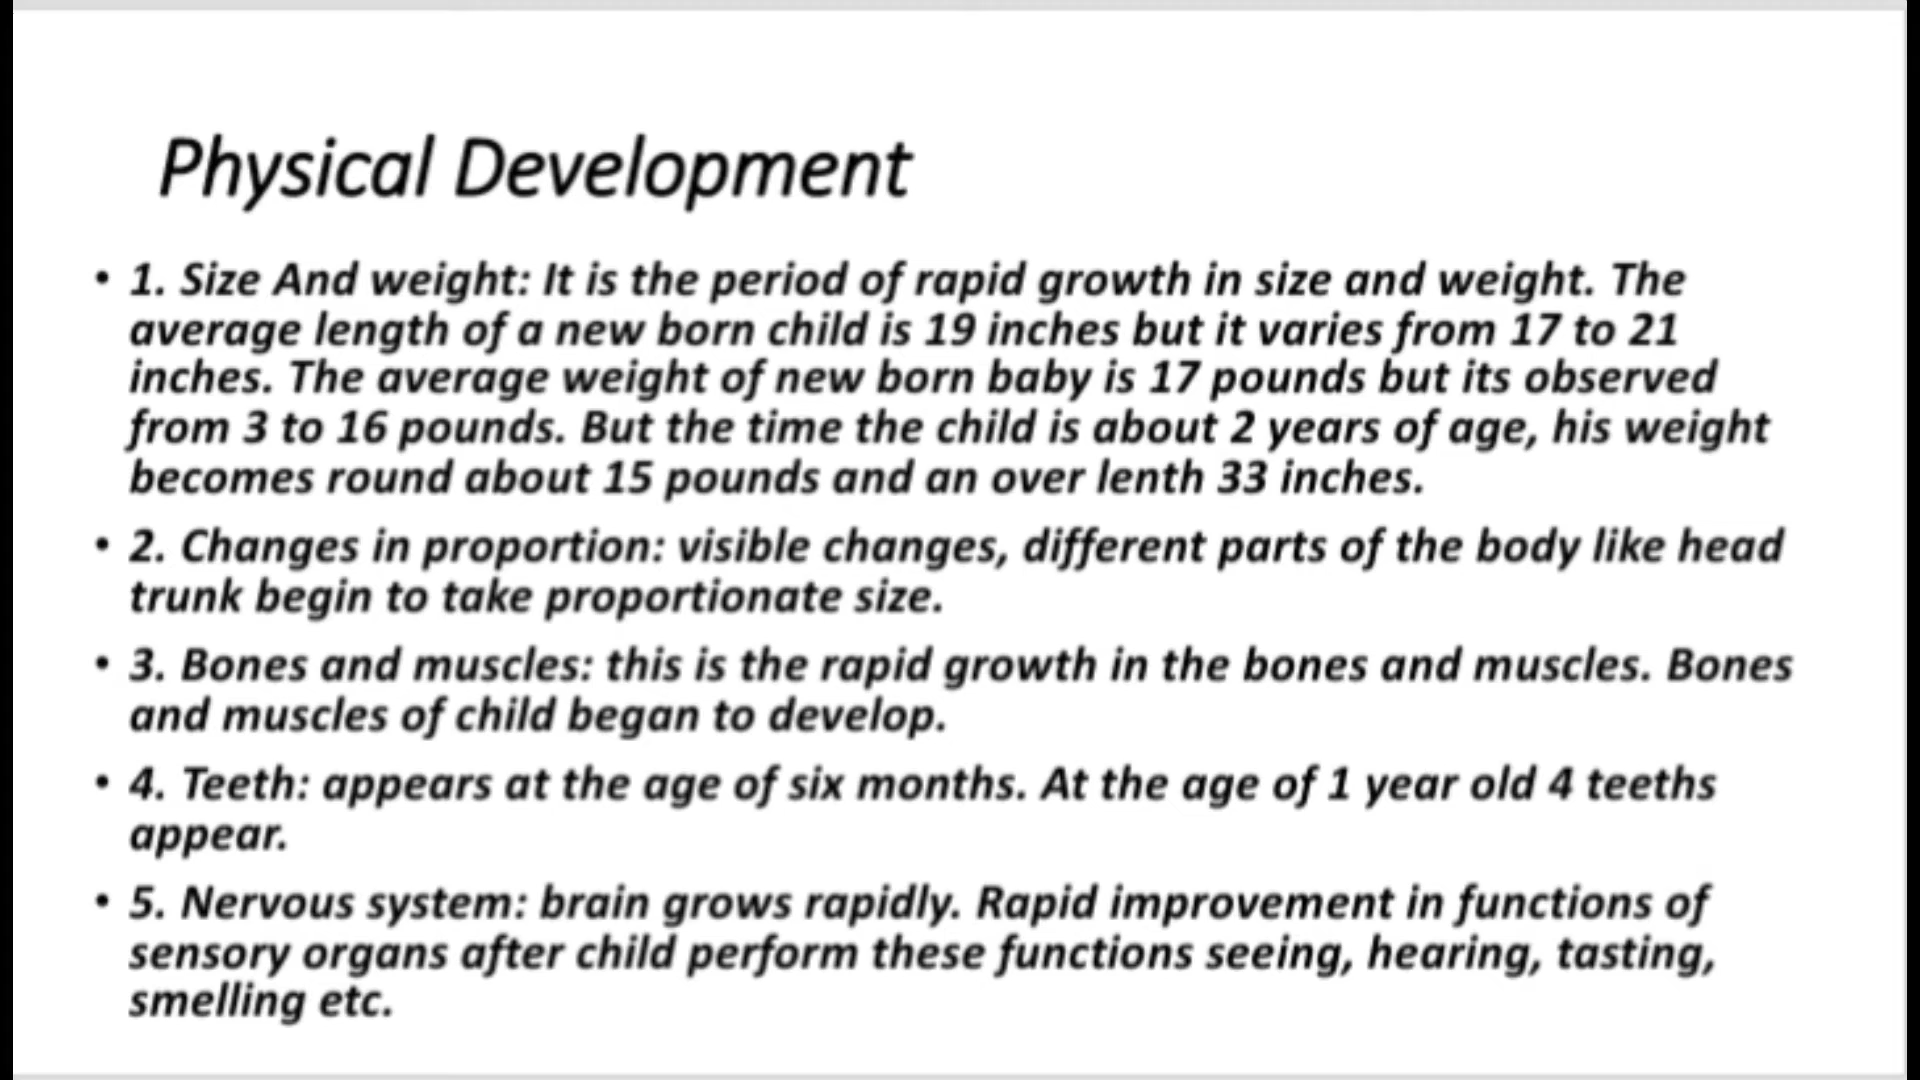 Physical Development
• 1. Size And weight: It is the period of rapid growth in size and weight. The
average length of a new born child is 19 inches but it varies from 17 to 21
inches. The average weight of new born baby is 17 pounds but its observed
from 3 to 16 pounds. But the time the child is about 2 years of age, his weight
becomes round about 15 pounds and an over lenth 33 inches.
• 2. Changes in proportion: visible changes, different parts of the body like head
trunk begin to take proportionate size.
• 3. Bones and muscles: this is the rapid growth in the bones and muscles. Bones
and muscles of child began to develop.
• 4. Teeth: appears at the age of six months. At the age of 1 year old 4 teeths
appear.
• 5. Nervous system: brain grows rapidly. Rapid improvement in functions of
sensory organs after child perform these functions seeing, hearing, tasting,
smelling etc.